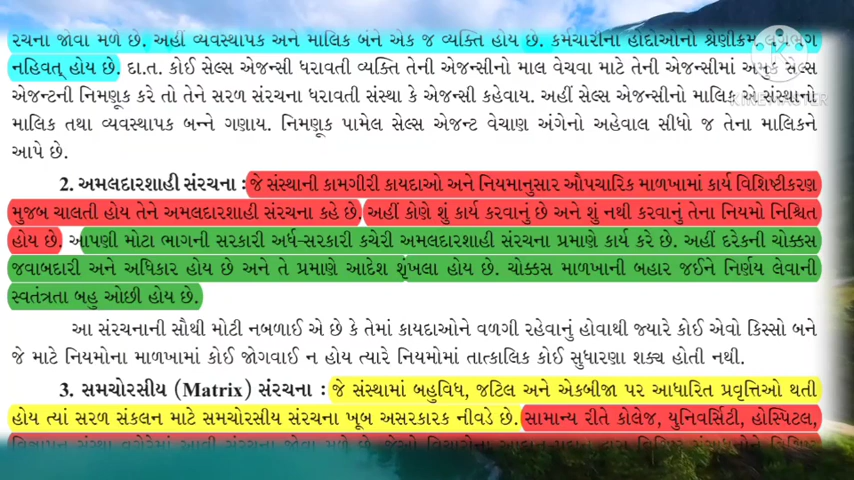 રચના જોવા મળે છે. અહીં વ્યવસ્થાપક અને માલિક બંને એક જ વ્યક્તિ હોય છે. કર્મચારીના હોદ્દાઓનો શ્રેણીક્રમ લગભગ
નહિવત્ હોય છે. દા.ત. કોઈ સેલ્સ એજન્સી ધરાવતી વ્યક્તિ તેની એજન્સીનો માલ વેચવા માટે તેની એજન્સીમાં અમુક સેલ્સ
KINEMASTER
એજન્ટની નિમણૂક કરે તો તેને સરળ સંરચના ધરાવતી સંસ્થા કે એજન્સી કહેવાય. અહીં સેલ્સ એજન્સીનો માલિક એ સંસ્થાનો
માલિક તથા વ્યવસ્થાપક બન્ને ગણાય. નિમણૂક પામેલ સેલ્સ એજન્ટ વેચાણ અંગેનો અહેવાલ સીધો જ તેના માલિકને
આપે છે.
2. અમલદારશાહી સંરચના : જે સંસ્થાની કામગીરી કાયદાઓ અને નિયમાનુસાર ઔપચારિક માળખામાં કાર્ય વિશિષ્ટીકરણ
મુજબ ચાલતી હોય તેને અમલદારશાહી સંરચના કહે છે. અહીં કોણે શું કાર્ય કરવાનું છે અને શું નથી કરવાનું તેના નિયમો નિશ્ચિત
હોય છે. આપણી મોટા ભાગની સરકારી અર્ધ-સરકારી કચેરી અમલદારશાહી સંરચના પ્રમાણે કાર્ય કરે છે. અહીં દરેકની ચોક્કસ
જવાબદારી અને અધિકાર હોય છે અને તે પ્રમાણે આદેશ શૃંખલા હોય છે. ચોક્કસ માળખાની બહાર જઈને નિર્ણય લેવાની
સ્વતંત્રતા બહુ ઓછી હોય છે.
આ સંરચનાની સૌથી મોટી નબળાઈ એ છે કે તેમાં કાયદાઓને વળગી રહેવાનું હોવાથી જ્યારે કોઈ એવો કિસ્સો બને
જે માટે નિયમોના માળખામાં કોઈ જોગવાઈ ન હોય ત્યારે નિયમોમાં તાત્કાલિક કોઈ સુધારણા શક્ય હોતી નથી.
3. સમચોરસીય (Matrix) સંરચના : જે સંસ્થામાં બહુવિધ, જટિલ અને એકબીજા પર આધારિત પ્રવૃત્તિઓ થતી
હોય ત્યાં સરળ સંકલન માટે સમચોરસીય સંરચના ખૂબ અસરકારક નીવડે છે. સામાન્ય રીતે કોલેજ, યુનિવર્સિટી, હોસ્પિટલ,